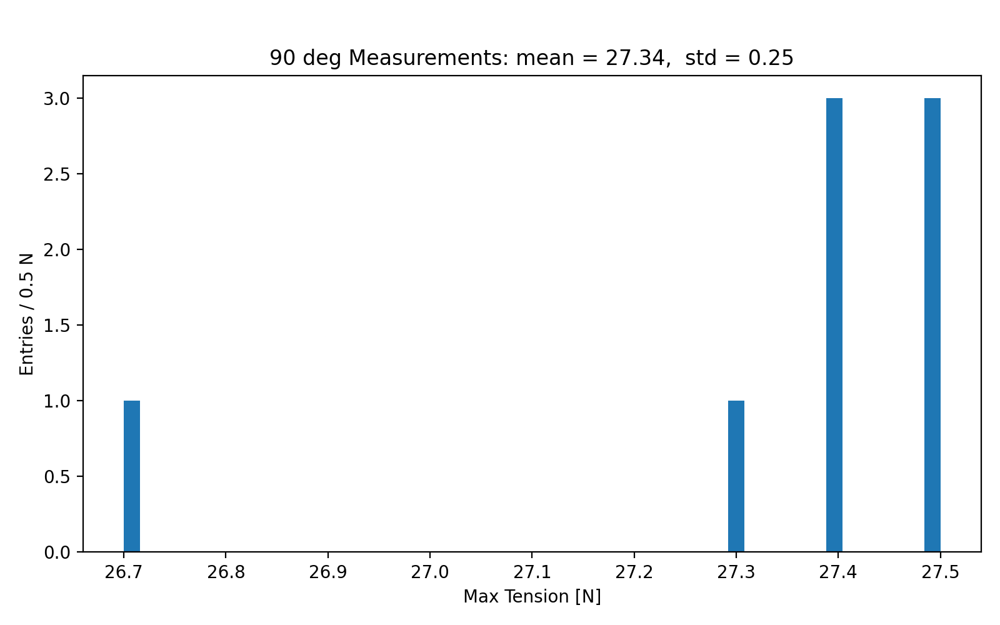 90 deg Measurements: mean = 27.34,  std = 0.25
3.0
2.5
2.0
1.5
1.0
0.5
0.0
Entries / 0.5 N
26.7 26.8 26.9 27.0 27.1 27.2 27.3 27.4 27.5
Max Tension [N]